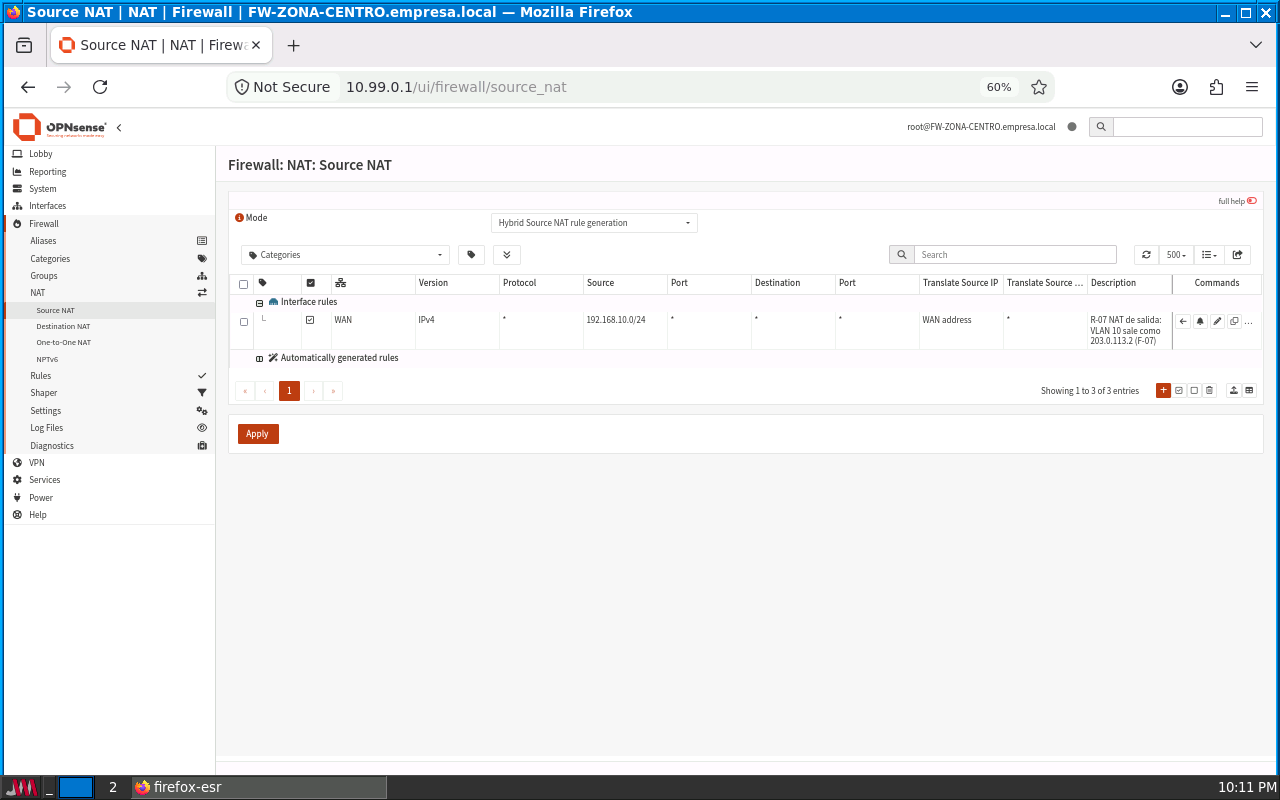 Source NAT | NAT | Firewall | FW-ZONA-CENTRO.empresa.local — Mozilla Firefox
Source NAT | NAT | Firewa
Not Secure 10.99.0.1/ui/firewall/source_nat 60%
OPNsense
root@FW-ZONA-CENTRO.empresa.local
Lobby
Reporting
System
Interfaces
Firewall
Aliases
Categories
Groups
NAT
Source NAT
Destination NAT
One-to-One NAT
NPTv6
Rules
Shaper
Settings
Log Files
Diagnostics
VPN
Services
Power
Help
Firewall: NAT: Source NAT
full help
Mode Hybrid Source NAT rule generation
Categories Search 500
Version Protocol Source Port Destination Port Translate Source IP Translate Source ... Description Commands
Interface rules
WAN IPv4 * 192.168.10.0/24 * * * WAN address * R-07 NAT de salida:
VLAN 10 sale como
203.0.113.2 (F-07)
...
Automatically generated rules
« ‹ 1 › » Showing 1 to 3 of 3 entries
Apply
_ 2 firefox-esr 10:11 PM